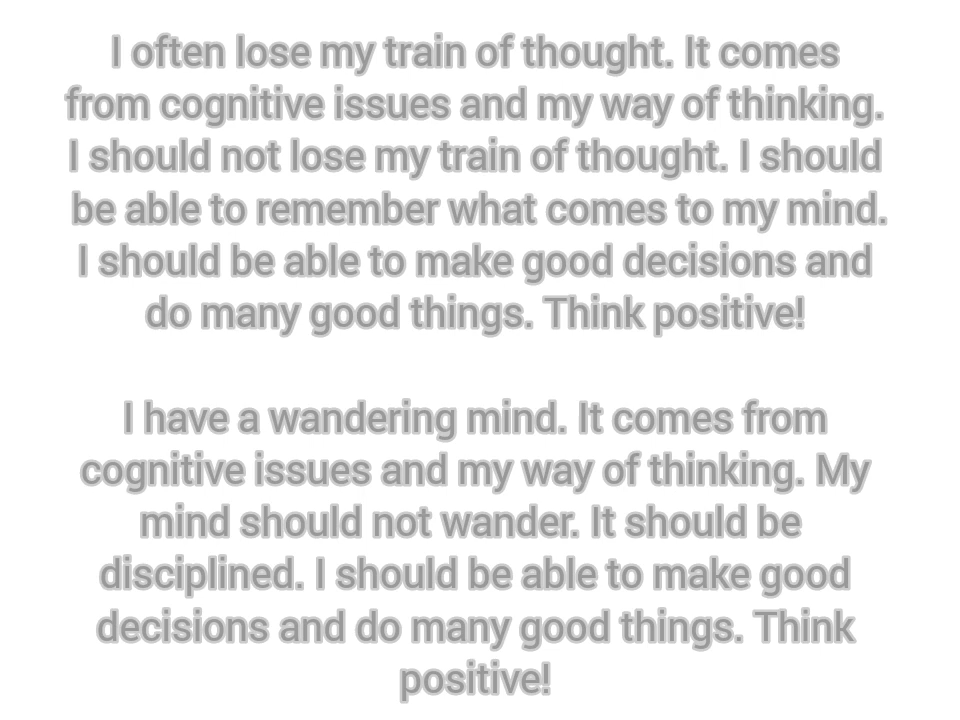 I often lose my train of thought. It comes
from cognitive issues and my way of thinking.
I should not lose my train of thought. I should
be able to remember what comes to my mind.
I should be able to make good decisions and
do many good things. Think positive!
I have a wandering mind. It comes from
cognitive issues and my way of thinking. My
mind should not wander. It should be
disciplined. I should be able to make good
decisions and do many good things. Think
positive!